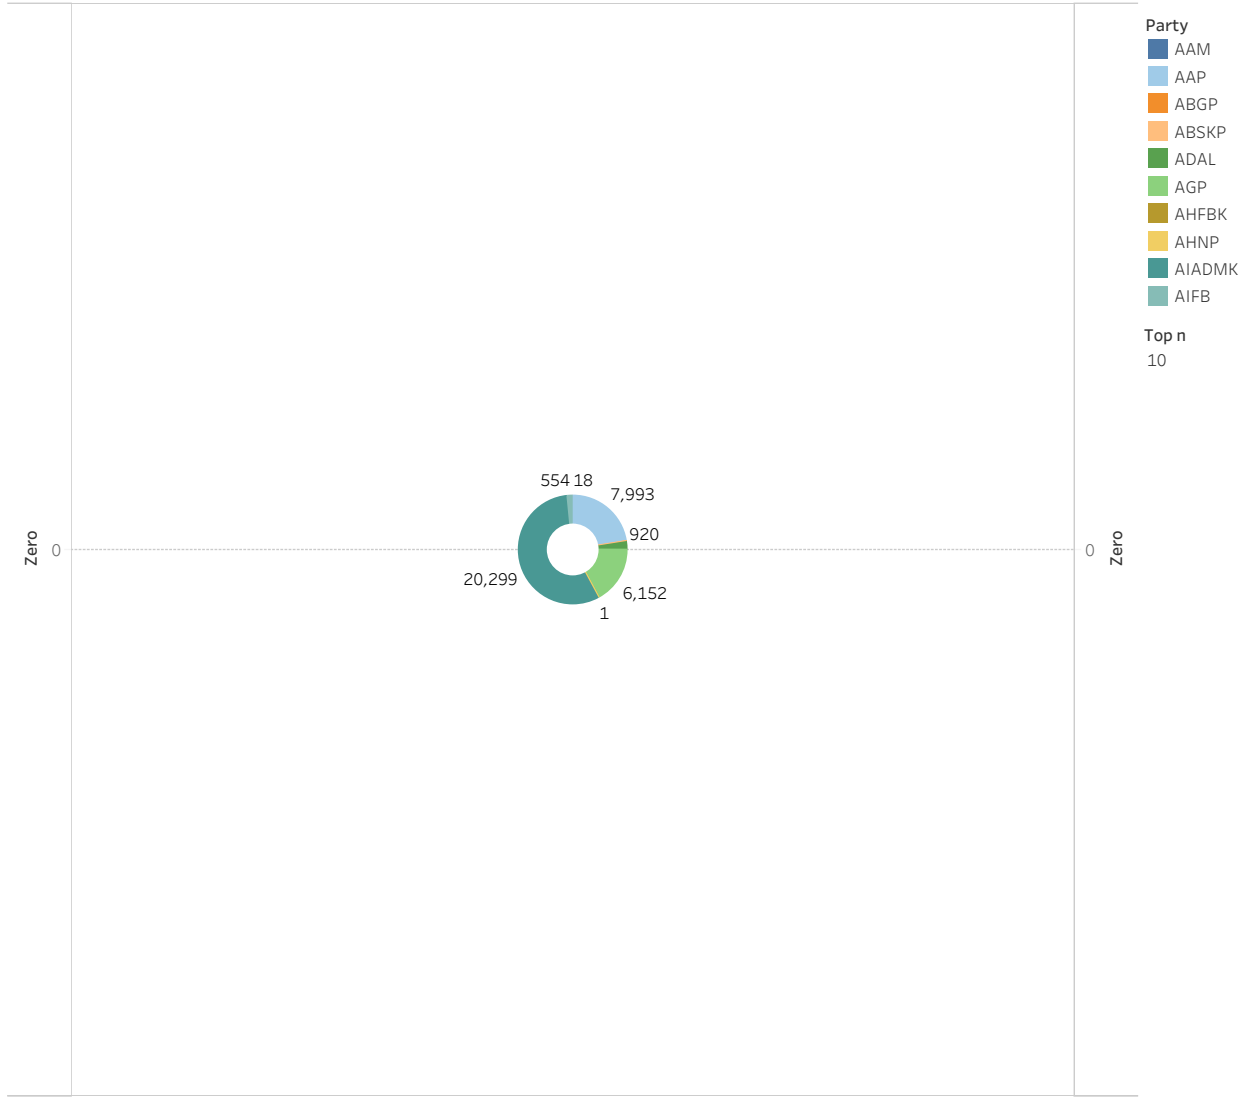 Party
AAM
AAP
ABGP
ABSKP
ADAL
AGP
AHFBK
AHNP
AIADMK
AIFB
Top n
10
554 18
7,993
920
Zero 0
0 Zero
20,299
6,152
1